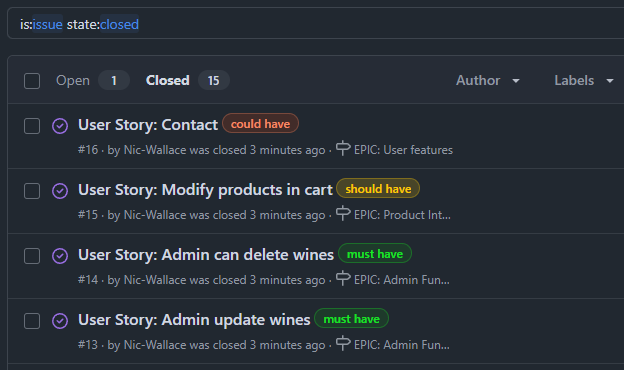 is:issue state:closed
Open 1 Closed 15 Author Labels
User Story: Contact could have
#16 · by Nic-Wallace was closed 3 minutes ago · EPIC: User features
User Story: Modify products in cart should have
#15 · by Nic-Wallace was closed 3 minutes ago · EPIC: Product Int...
User Story: Admin can delete wines must have
#14 · by Nic-Wallace was closed 3 minutes ago · EPIC: Admin Fun...
User Story: Admin update wines must have
#13 · by Nic-Wallace was closed 3 minutes ago · EPIC: Admin Fun...